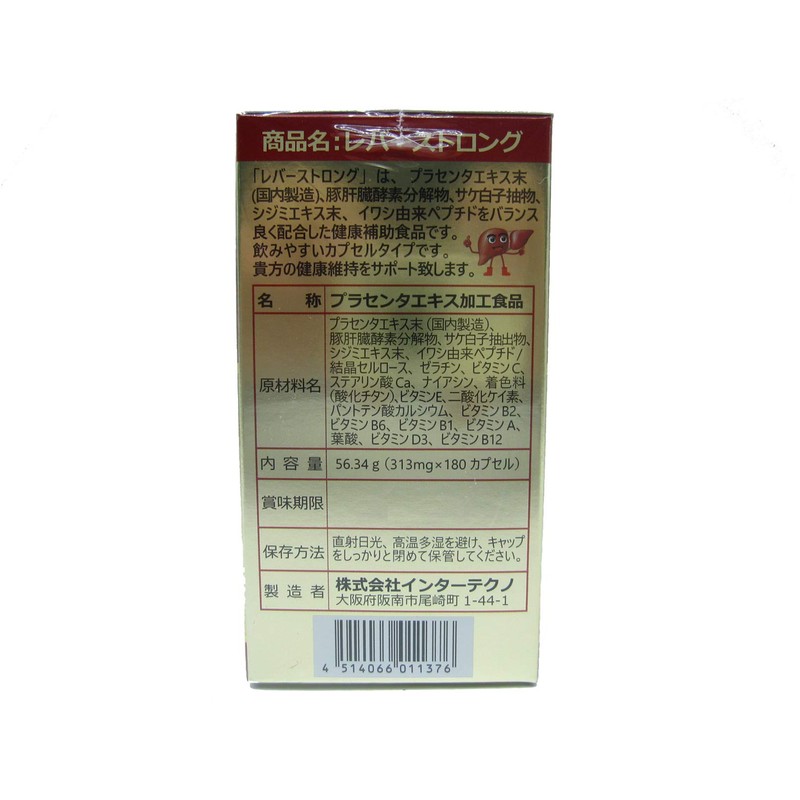 商品名：レバーストロング
「レバーストロング」は、プラセンタエキス末
(国内製造)、豚肝臓酵素分解物、サケ白子抽物、
シジミエキス末、イワシ由来ペプチドをバランス
良く配合した健康補助食品です。
飲みやすいカプセルタイプです。
貴方の健康維持をサポート致します。
名称 プラセンタエキス加工食品
原材料名
プラセンタエキス末（国内製造)、
豚肝臓酵素分解物、サケ白子抽出物、
シジミエキス末、イワシ由来ペプチド/
結晶セルロース、ゼラチン、ビタミンC、
ステアリン酸Ca、ナイアシン、着色料
(酸化チタン)、ビタミンE、二酸化ケイ素、
パントテン酸カルシウム、ビタミンB2、
ビタミンB6、ビタミンB1、ビタミンA、
葉酸、ビタミンD3、ビタミンB12
内容量 56.34g（313mg×180カプセル）
賞味期限
保存方法
直射日光、高温多湿を避け、キャップ
をしっかりと閉めて保管してください。
製造者
株式会社インターテクノ
大阪府阪南市尾崎町 1-44-1
4 514066 011376